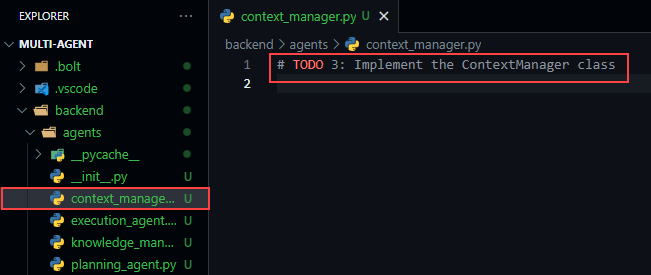 EXPLORER
MULTI-AGENT
.bolt
.vscode
backend
agents
__pycache__
__init__.py U
context_manage... U
execution_agent.... U
knowledge_man... U
planning_agent.py U
context_manager.py U
backend > agents > context_manager.py
1 # TODO 3: Implement the ContextManager class
2